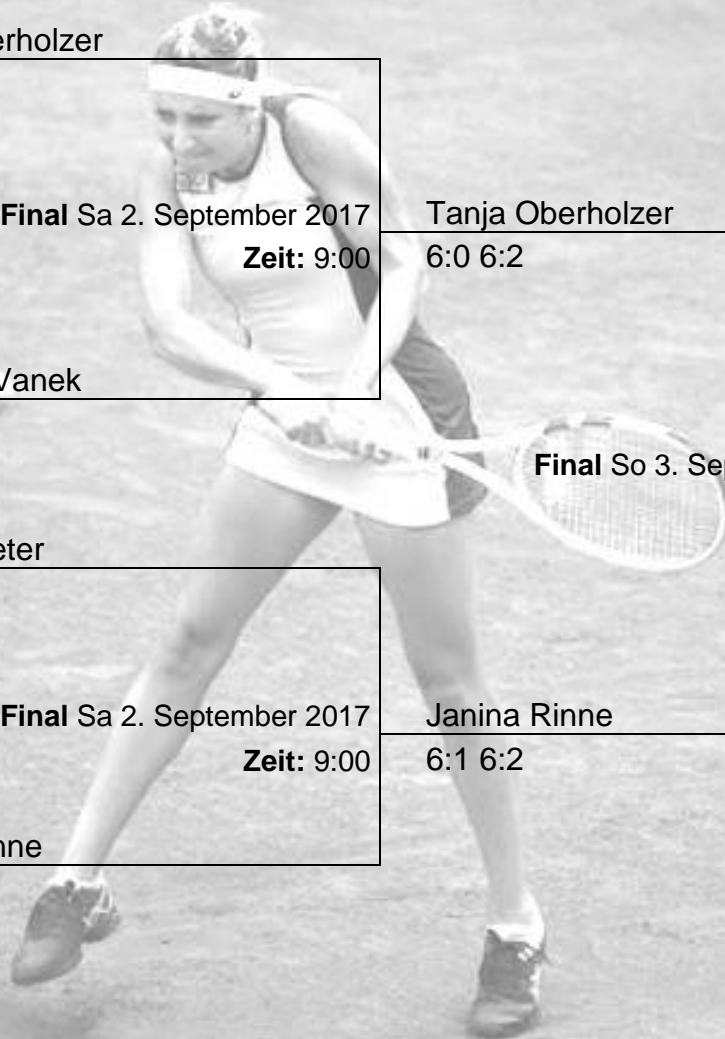 erholzer
Final Sa 2. September 2017
Zeit: 9:00
Tanja Oberholzer
6:0 6:2
Vanek
Final So 3. Se
eter
Final Sa 2. September 2017
Zeit: 9:00
Janina Rinne
6:1 6:2
nne